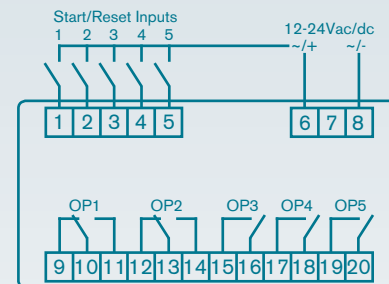 Start/Reset Inputs
1 2 3 4 5
12-24Vac/dc
~/+ ~/-
1 2 3 4 5 6 7 8
OP1 OP2 OP3 OP4 OP5
9 10 11 12 13 14 15 16 17 18 19 20